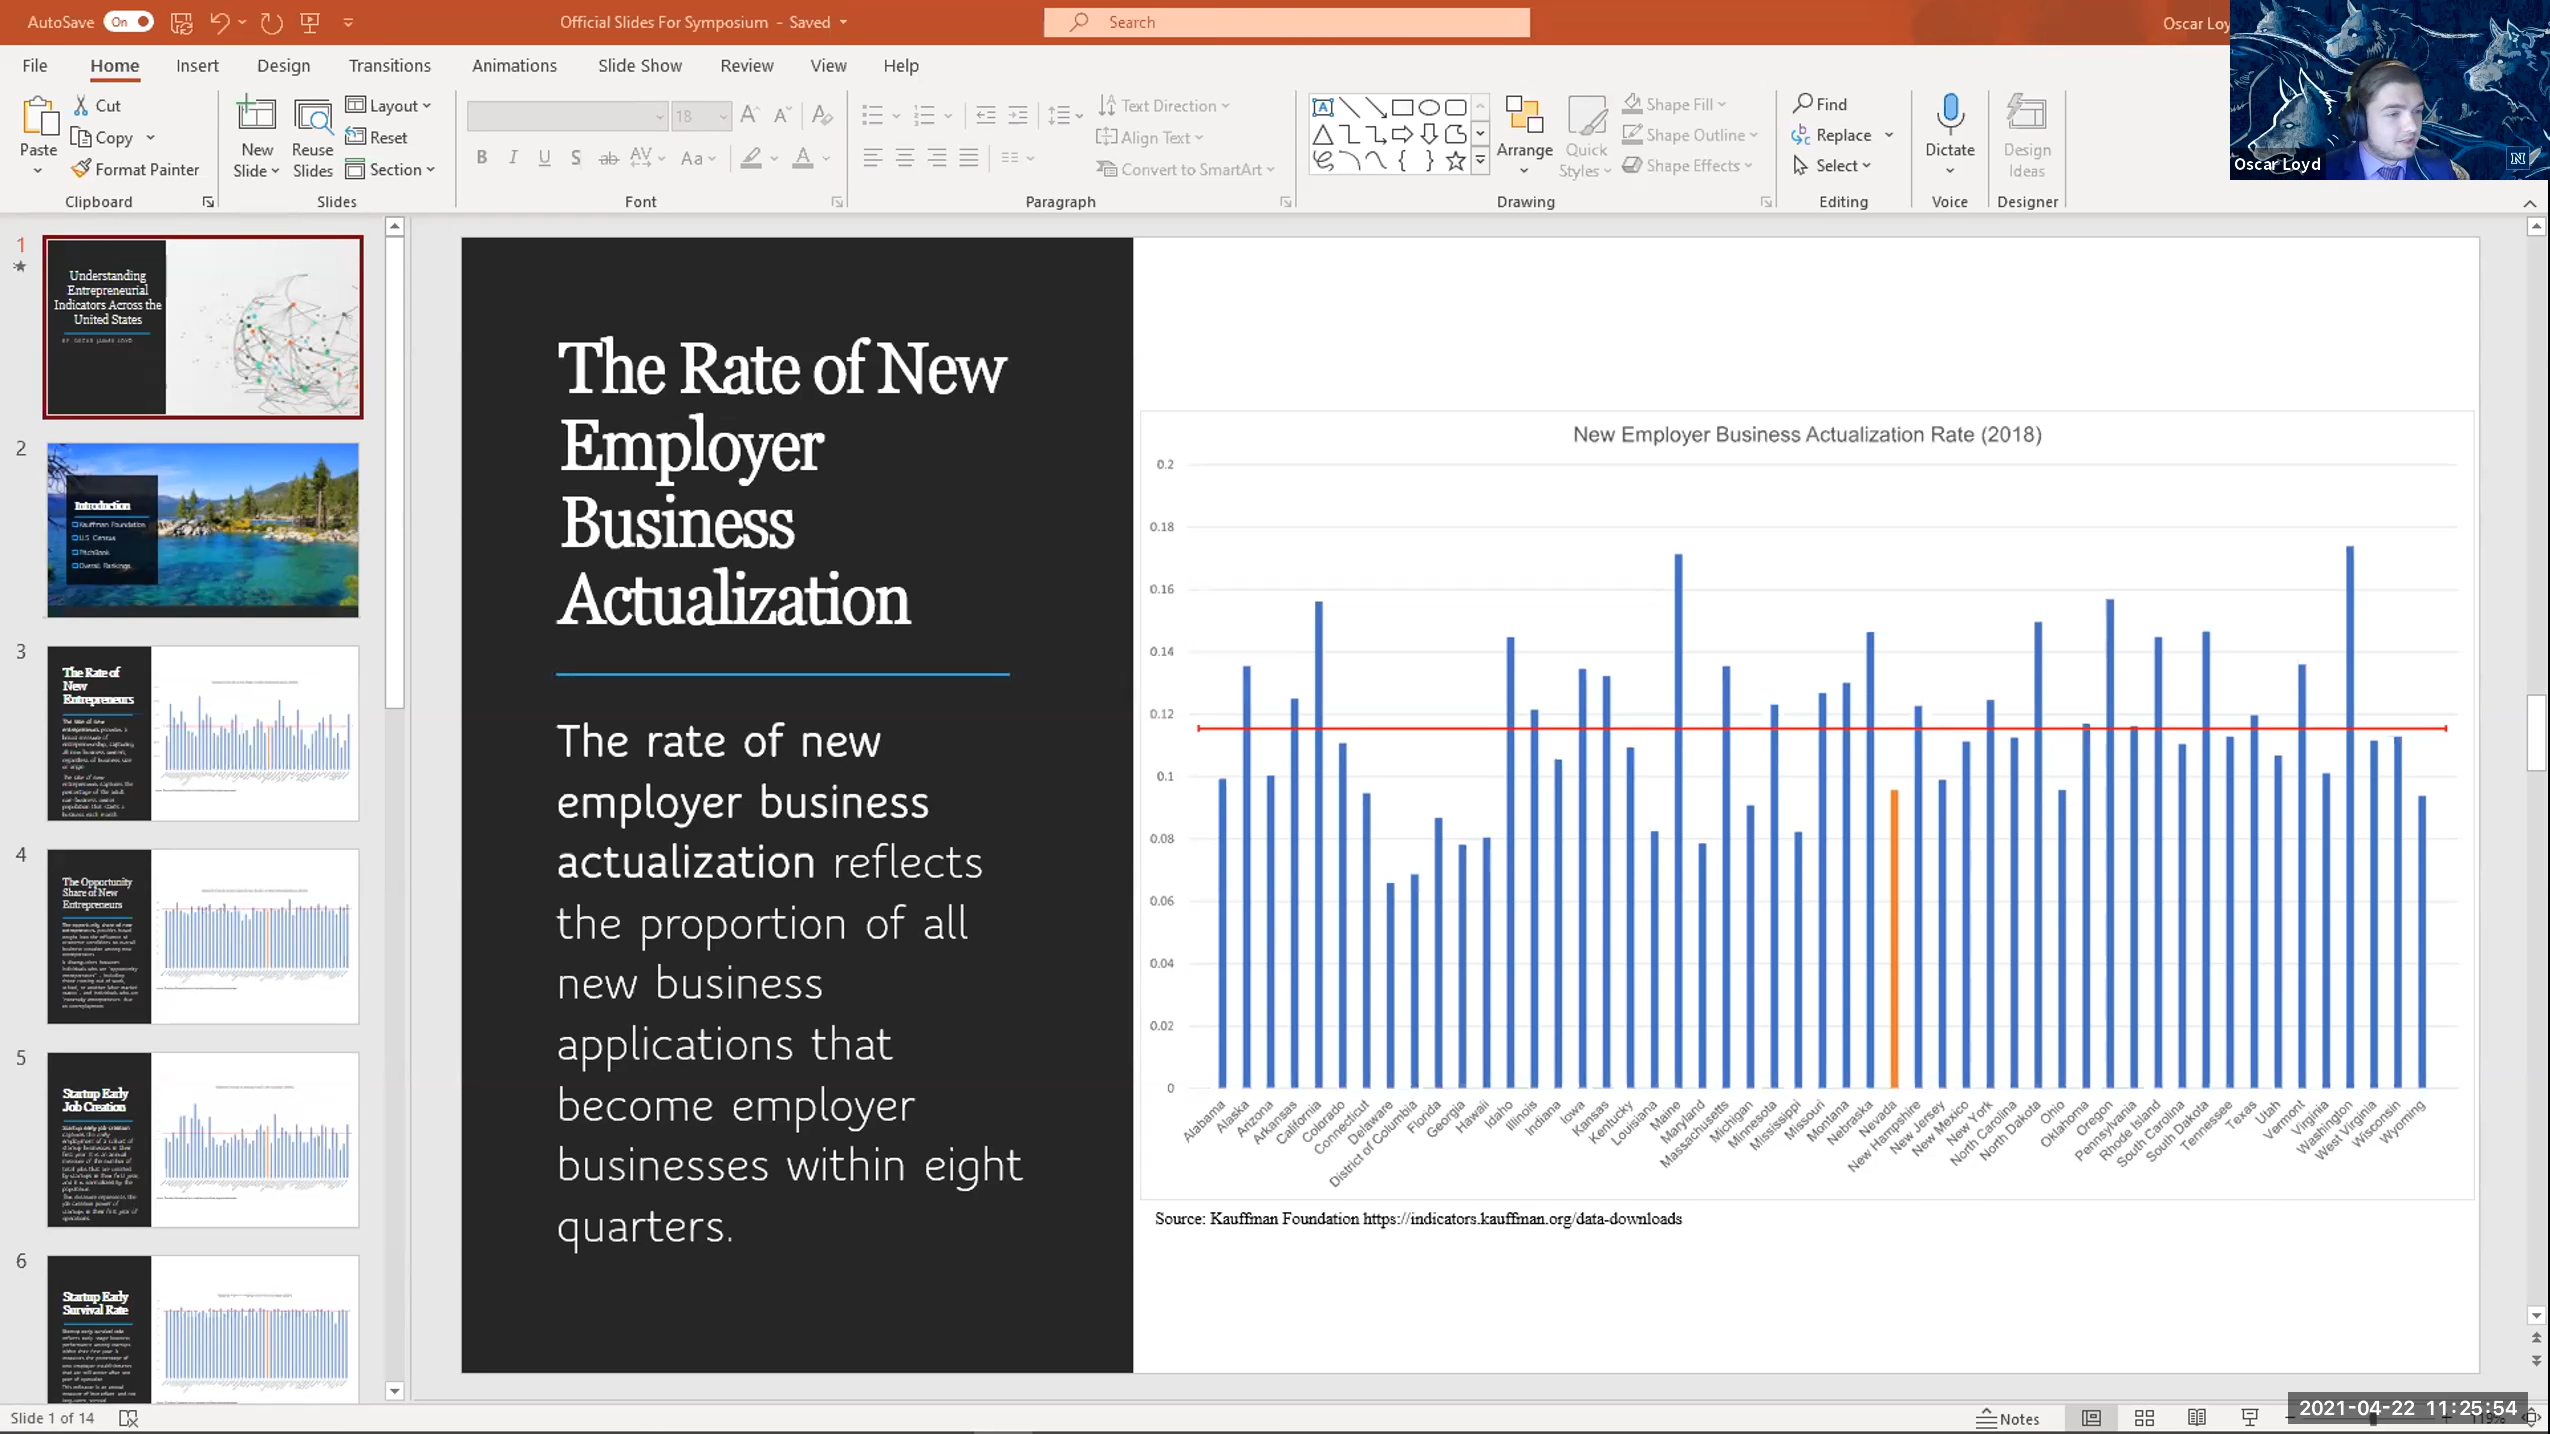 AutoSave On
Official Slides For Symposium - Saved
Search
Oscar Loy
File Home Insert Design Transitions Animations Slide Show Review View Help
Paste
Cut
Copy
Format Painter
Clipboard
New Slide
Reuse Slides
Layout
Reset
Section
Slides
18
Font
Text Direction
Align Text
Convert to SmartArt
Paragraph
Arrange
Quick Styles
Shape Fill
Shape Outline
Shape Effects
Drawing
Find
Replace
Select
Editing
Dictate
Voice
Design Ideas
Designer
Oscar Loyd
N
1
Understanding
Entrepreneurial
Indicators Across the
United States
2
Introduction
Kauffman Foundation
U.S. Census
PitchBook
Overall Rankings
3
The Rate of
New
Entrepreneurs
4
The Opportunity
Share of New
Entrepreneurs
5
Startup Early
Job Creation
6
Startup Early
Survival Rate
The Rate of New
Employer
Business
Actualization
The rate of new
employer business
actualization reflects
the proportion of all
new business
applications that
become employer
businesses within eight
quarters.
New Employer Business Actualization Rate (2018)
0.2
0.18
0.16
0.14
0.12
0.1
0.08
0.06
0.04
0.02
0
Alabama
Alaska
Arizona
Arkansas
California
Colorado
Connecticut
Delaware
District of Columbia
Florida
Georgia
Hawaii
Idaho
Illinois
Indiana
Iowa
Kansas
Kentucky
Louisiana
Maine
Maryland
Massachusetts
Michigan
Minnesota
Mississippi
Missouri
Montana
Nebraska
Nevada
New Hampshire
New Jersey
New Mexico
New York
North Carolina
North Dakota
Ohio
Oklahoma
Oregon
Pennsylvania
Rhode Island
South Carolina
South Dakota
Tennessee
Texas
Utah
Vermont
Virginia
Washington
West Virginia
Wisconsin
Wyoming
Source: Kauffman Foundation https://indicators.kauffman.org/data-downloads
Slide 1 of 14
Notes
2021-04-22 11:25:54